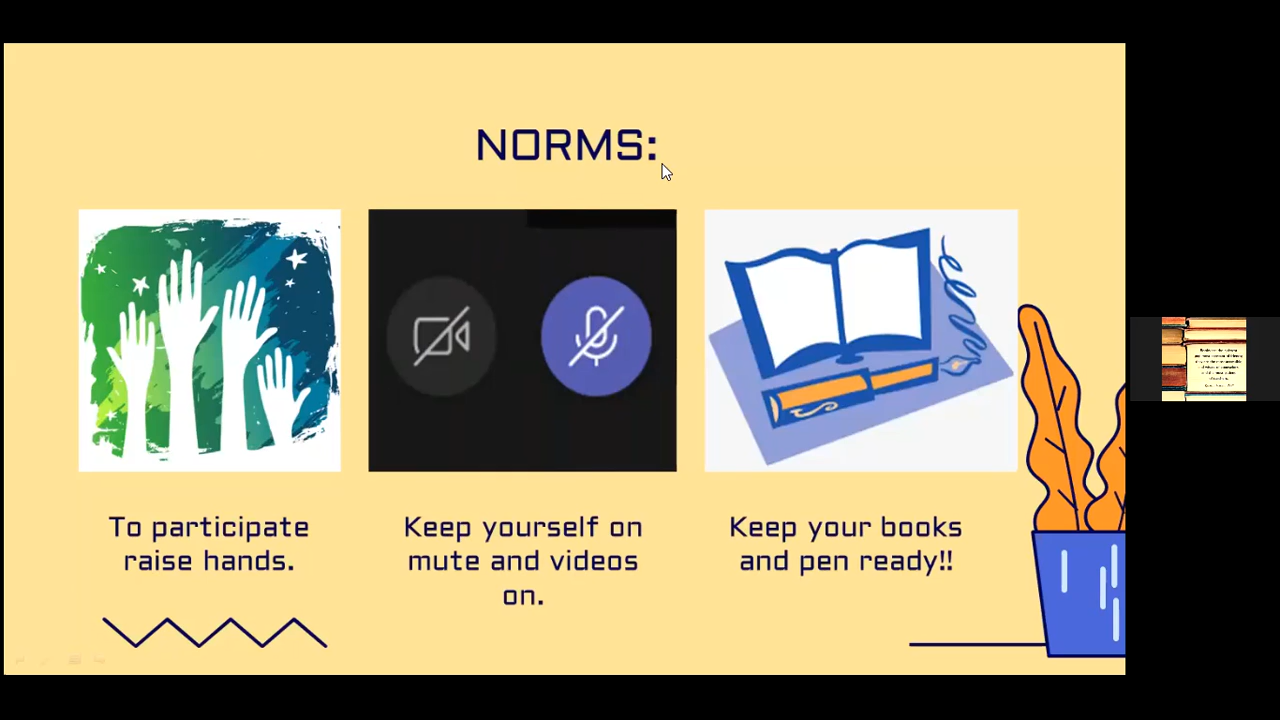 NORMS:
To participate
raise hands.
Keep yourself on
mute and videos
on.
Keep your books
and pen ready!!